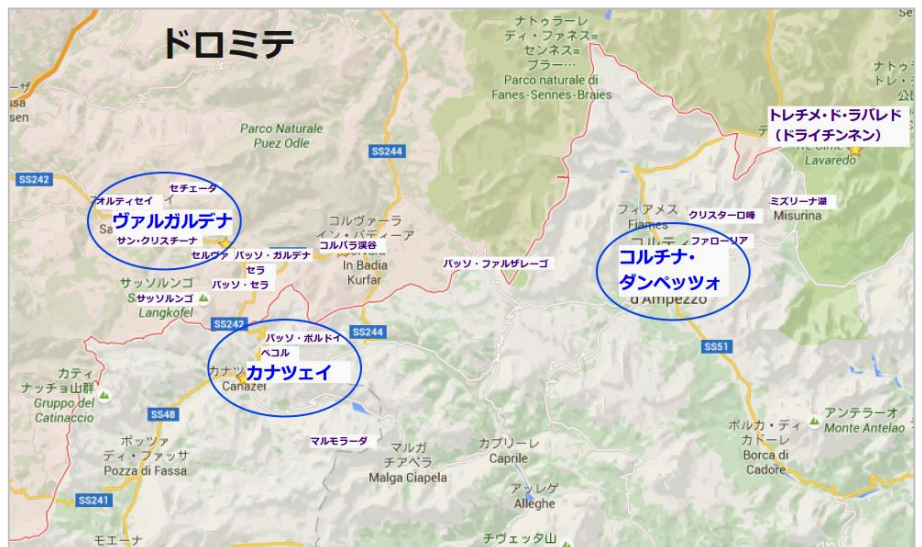 ドロミテ
ナトゥラーレ
ディ・ファネス=
センネス=
ブラー…
Parco naturale di
Fanes-Sennes-Braies
Se
ーザ
usa
sen
Parco Naturale
Puez Odle
SS244
トレチメ・ド・ラバレド
（ドライチンネン）
Lavaredo
SS242
セチェーダ
オルティセイ
ヴァルガルデナ
サン・クリスチーナ
セルヴァ
パッソ・ガルデナ
セラ
パッソ・セラ
コルヴァーラ
イン・バディーア
コルバラ渓谷
In Badia
Kurfar
サッソルンゴ
サッソルンゴ
Langkofel
パッソ・ファルザレーゴ
フィアメス
Fiames
クリスターロ峰
ミズリーナ湖
Misurina
ファローリア
コルチナ・
ダンペッツォ
d'Ampezzo
SS242
SS244
パッソ・ポルドイ
ペコル
カナツェイ
Canazei
SS51
カティ
ナッチョ山群
Gruppo del
Catinaccio
SS48
ポッツァ
ディ・ファッサ
Pozza di Fassa
マルモラーダ
マルガ
チアペラ
Malga Ciapela
カプリーレ
Caprile
アッレゲ
Alleghe
ボルカ・ディ
カドーレ
Borca di
Cadore
アンテラーオ
Monte Antelao
SS241
モエーナ
チヴェッタ山